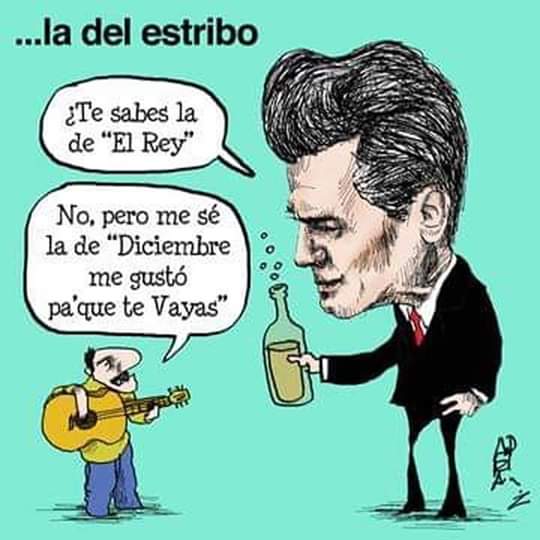 ...la del estribo
¿Te sabes la
de “El Rey”
No, pero me sé
la de “Diciembre
me gustó
pa'que te Vayas”